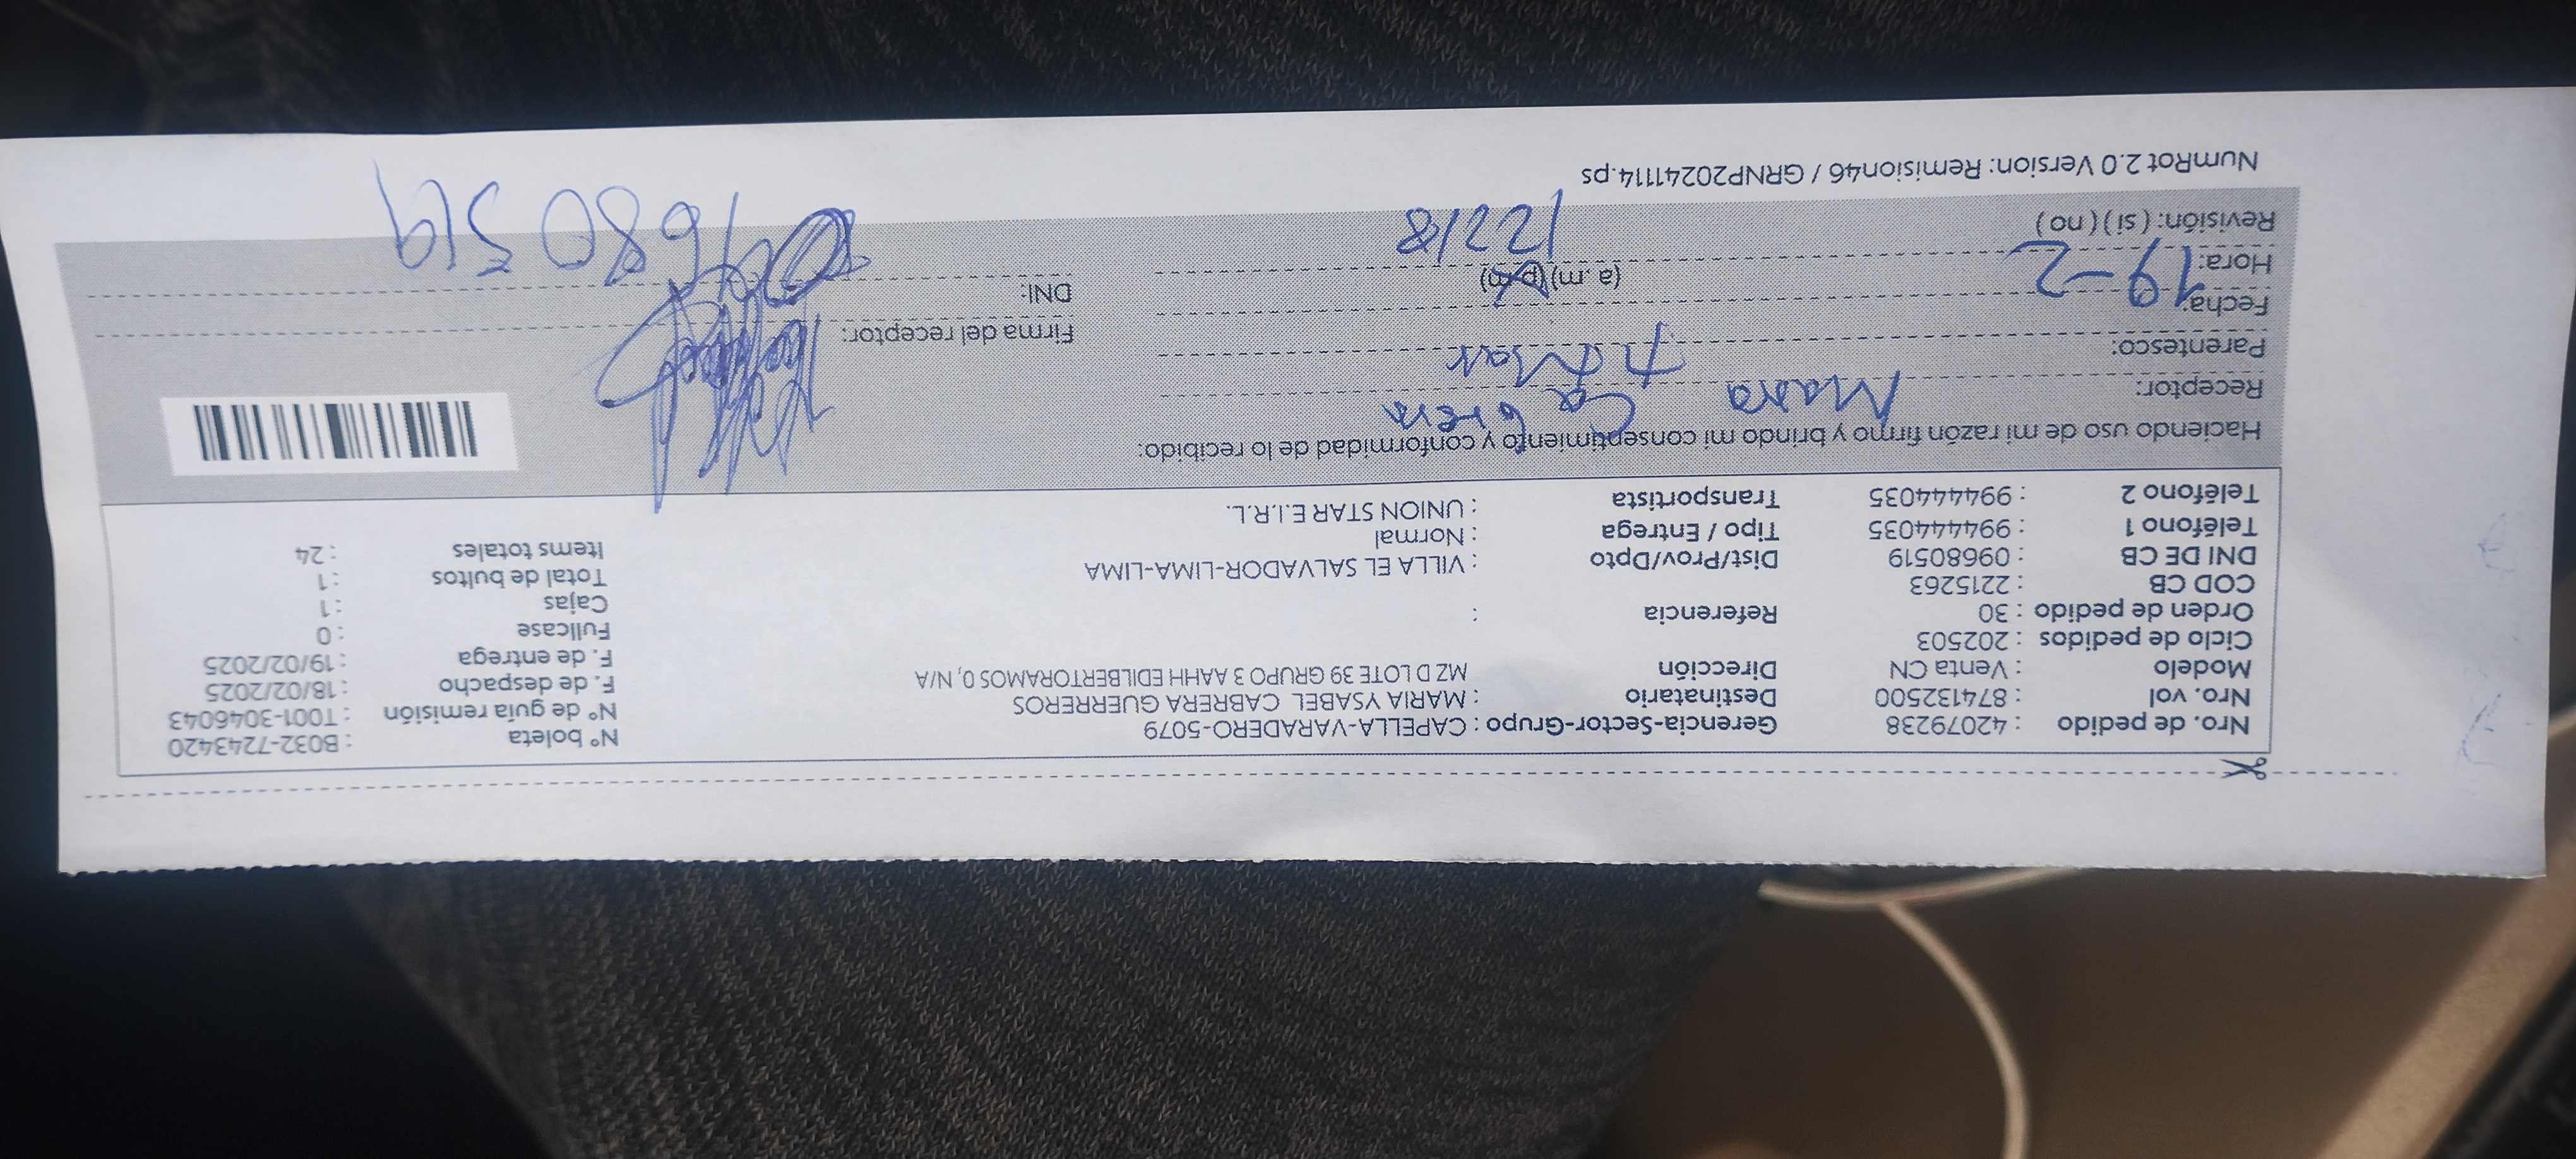 Nro. de pedido : 42079238 Gerencia-Sector-Grupo : CAPELLA-VARADERO-5079 Nº boleta : B032-7243420
Nro. vol : 874132500 Destinatario : MARIA YSABEL CABRERA GUERREROS Nº de guía remisión : T001-3046043
Modelo : Venta CN Dirección MZ D LOTE 39 GRUPO 3 AAHH EDILBERTORAMOS 0, N/A F. de despacho : 18/02/2025
Ciclo de pedidos : 202503 F. de entrega : 19/02/2025
Orden de pedido : 30 Referencia : Fullcase : 0
COD CB : 2215263 Cajas : 1
DNI DE CB : 09680519 Dist/Prov/Dpto : VILLA EL SALVADOR-LIMA-LIMA Total de bultos : 1
Teléfono 1 : 994444035 Tipo / Entrega : Normal Items totales : 24
Teléfono 2 : 994444035 Transportista : UNION STAR E.I.R.L.
Haciendo uso de mi razón firmo y brindo mi consentimiento y conformidad de lo recibido:
Receptor: Maria Cabrera
Parentesco: Titular Firma del receptor:
Fecha: 19-2
Hora: (a.m) (p.m) 12218 DNI: 09680519
Revisión: ( si ) ( no )
NumRot 2.0 Version: Remision46 / GRNP20241114.ps